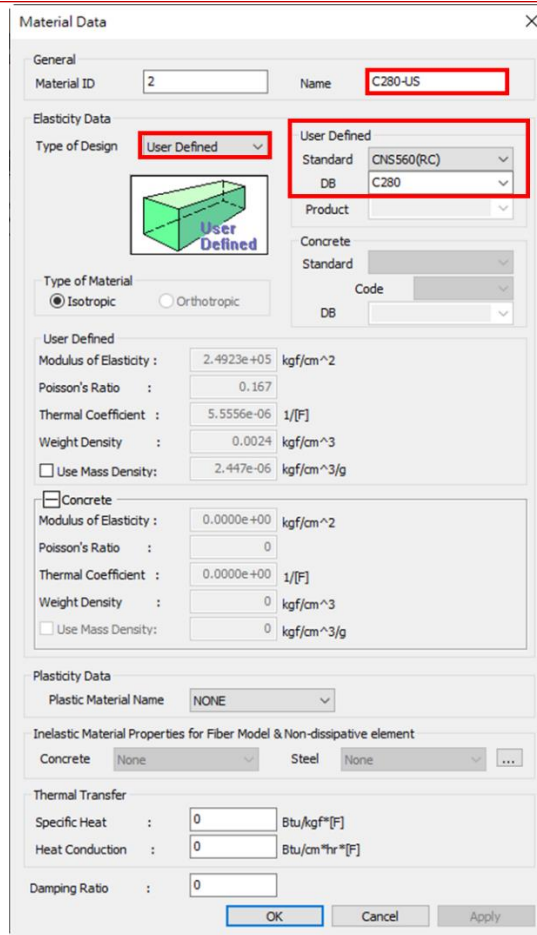 Material Data
General
Material ID 2 Name C280-US
Elasticity Data
Type of Design User Defined
User Defined
Standard CNS560(RC)
DB C280
Product
User Defined
Concrete
Standard
Code
DB
Type of Material
Isotropic Orthotropic
User Defined
Modulus of Elasticity : 2.4923e+05 kgf/cm^2
Poisson's Ratio : 0.167
Thermal Coefficient : 5.5556e-06 1/[F]
Weight Density : 0.0024 kgf/cm^3
Use Mass Density: 2.447e-06 kgf/cm^3/g
Concrete
Modulus of Elasticity : 0.0000e+00 kgf/cm^2
Poisson's Ratio : 0
Thermal Coefficient : 0.0000e+00 1/[F]
Weight Density : 0 kgf/cm^3
Use Mass Density: 0 kgf/cm^3/g
Plasticity Data
Plastic Material Name NONE
Inelastic Material Properties for Fiber Model & Non-dissipative element
Concrete None Steel None ...
Thermal Transfer
Specific Heat : 0 Btu/kgf*[F]
Heat Conduction : 0 Btu/cm*hr*[F]
Damping Ratio : 0
OK Cancel Apply